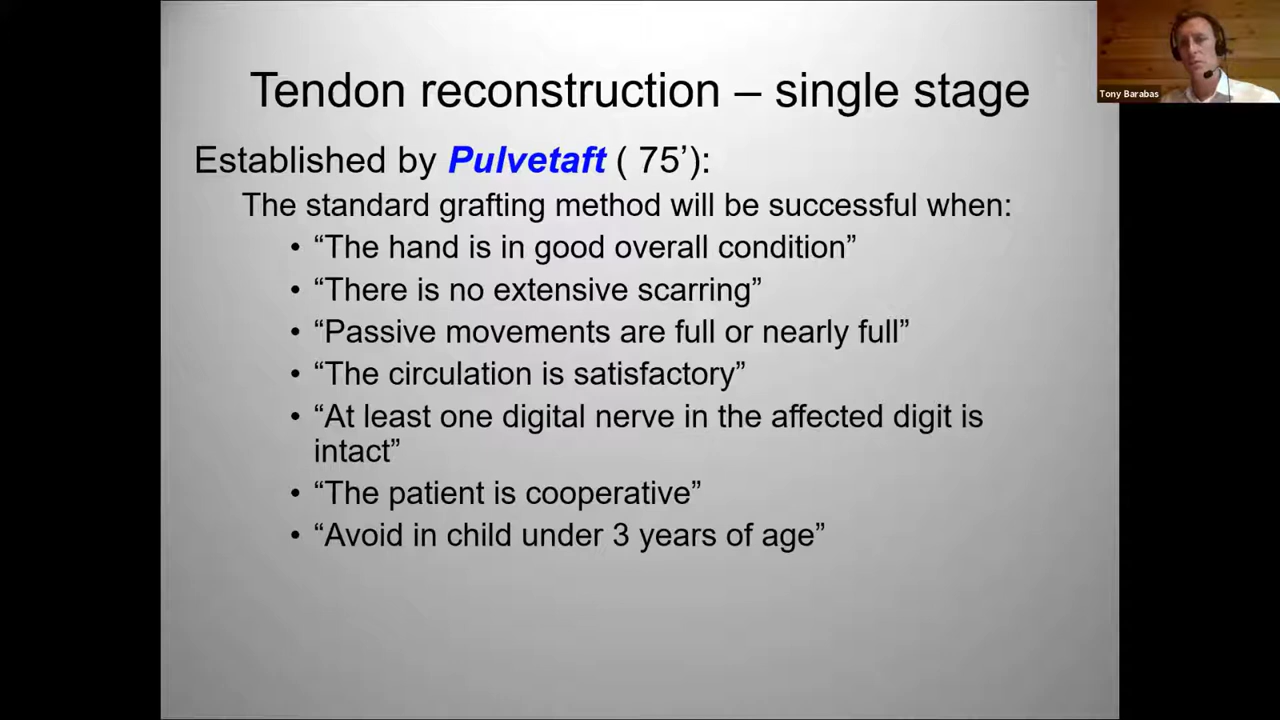 Tendon reconstruction – single stage
Tony Barabas
Established by Pulvetaft ( 75’):
The standard grafting method will be successful when:
• “The hand is in good overall condition”
• “There is no extensive scarring”
• “Passive movements are full or nearly full”
• “The circulation is satisfactory”
• “At least one digital nerve in the affected digit is
intact”
• “The patient is cooperative”
• “Avoid in child under 3 years of age”